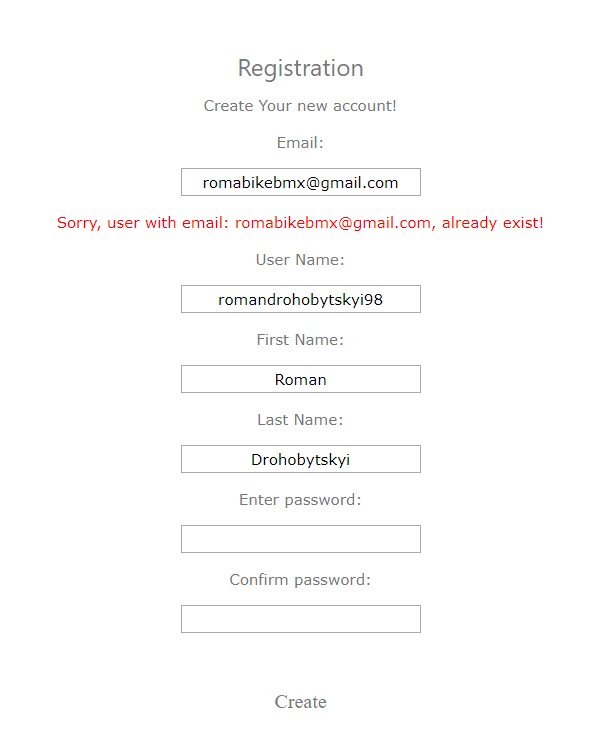 Registration
Create Your new account!
Email:
romabikebmx@gmail.com
Sorry, user with email: romabikebmx@gmail.com, already exist!
User Name:
romandrohobytskyi98
First Name:
Roman
Last Name:
Drohobytskyi
Enter password:
Confirm password:
Create